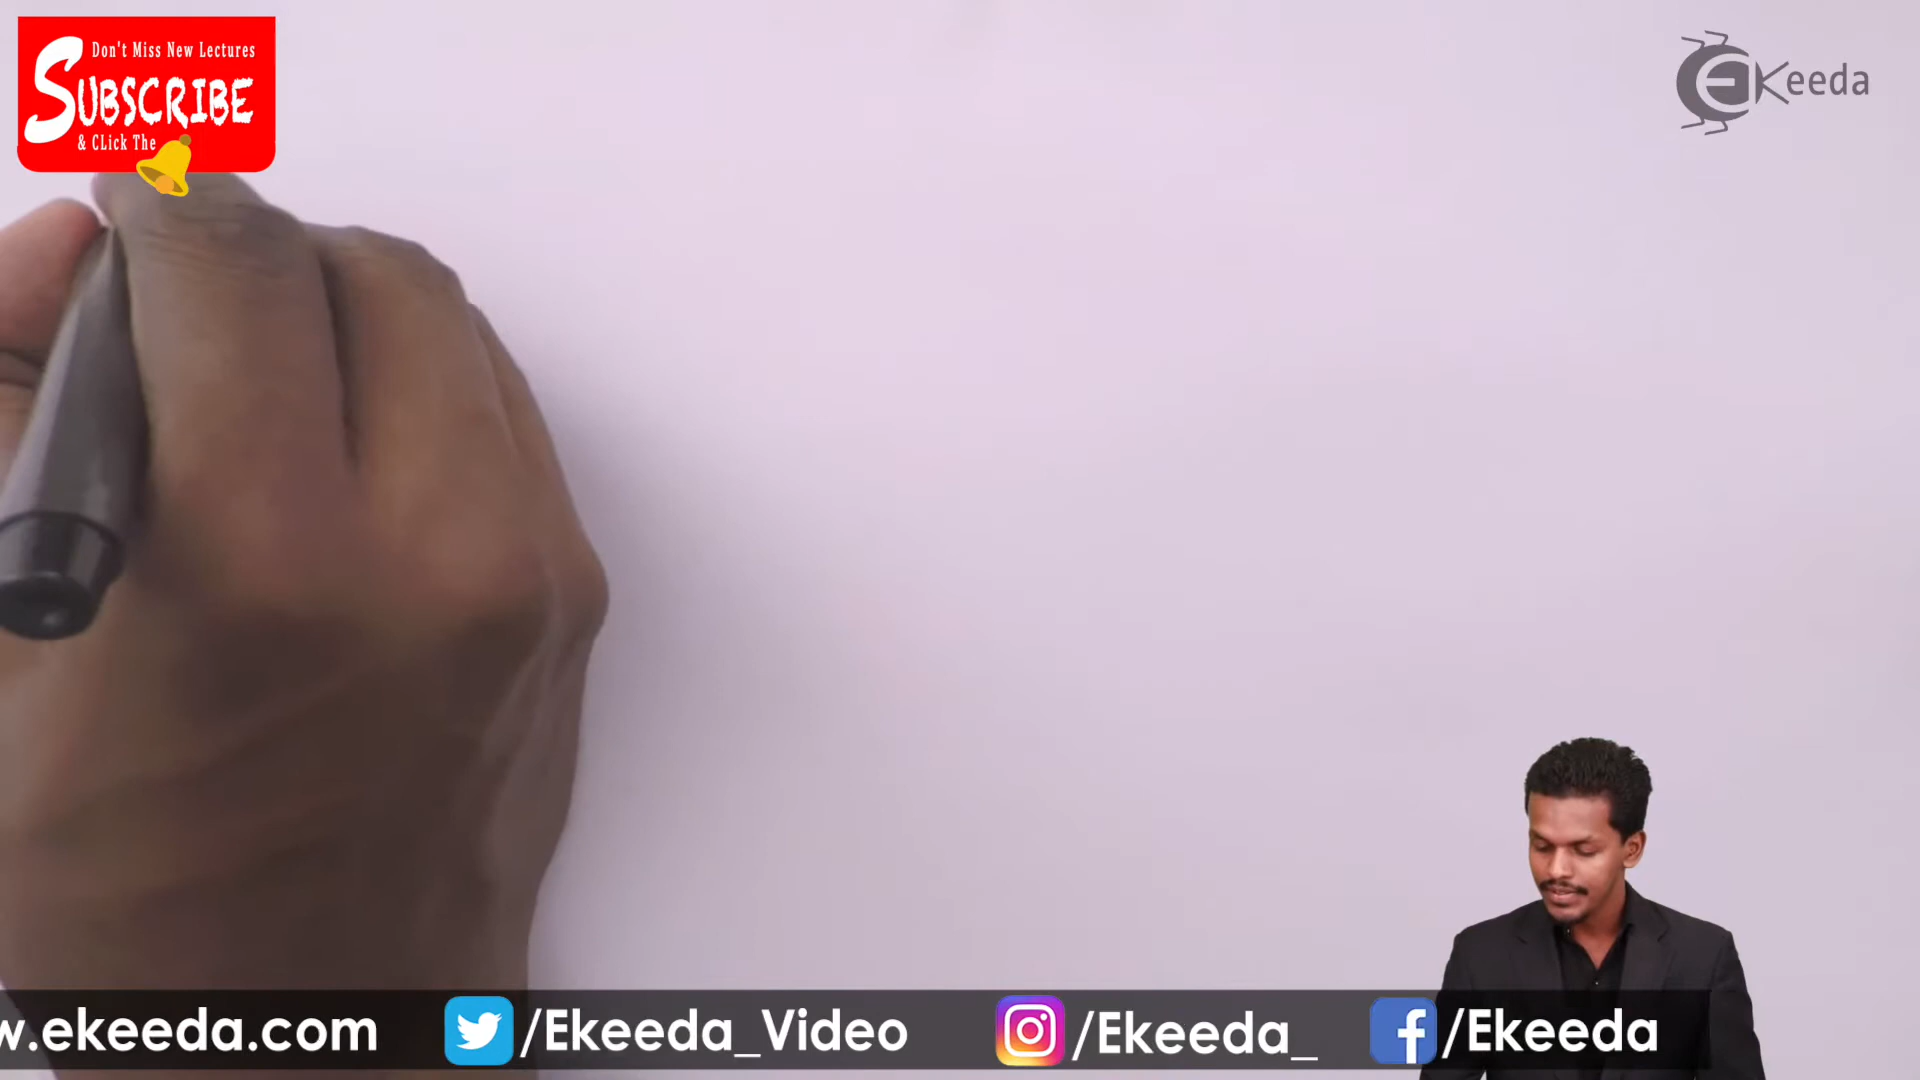 Don't Miss New Lectures
SUBSCRIBE
& CLick The
EKeeda
w.ekeeda.com /Ekeeda_Video /Ekeeda_ /Ekeeda